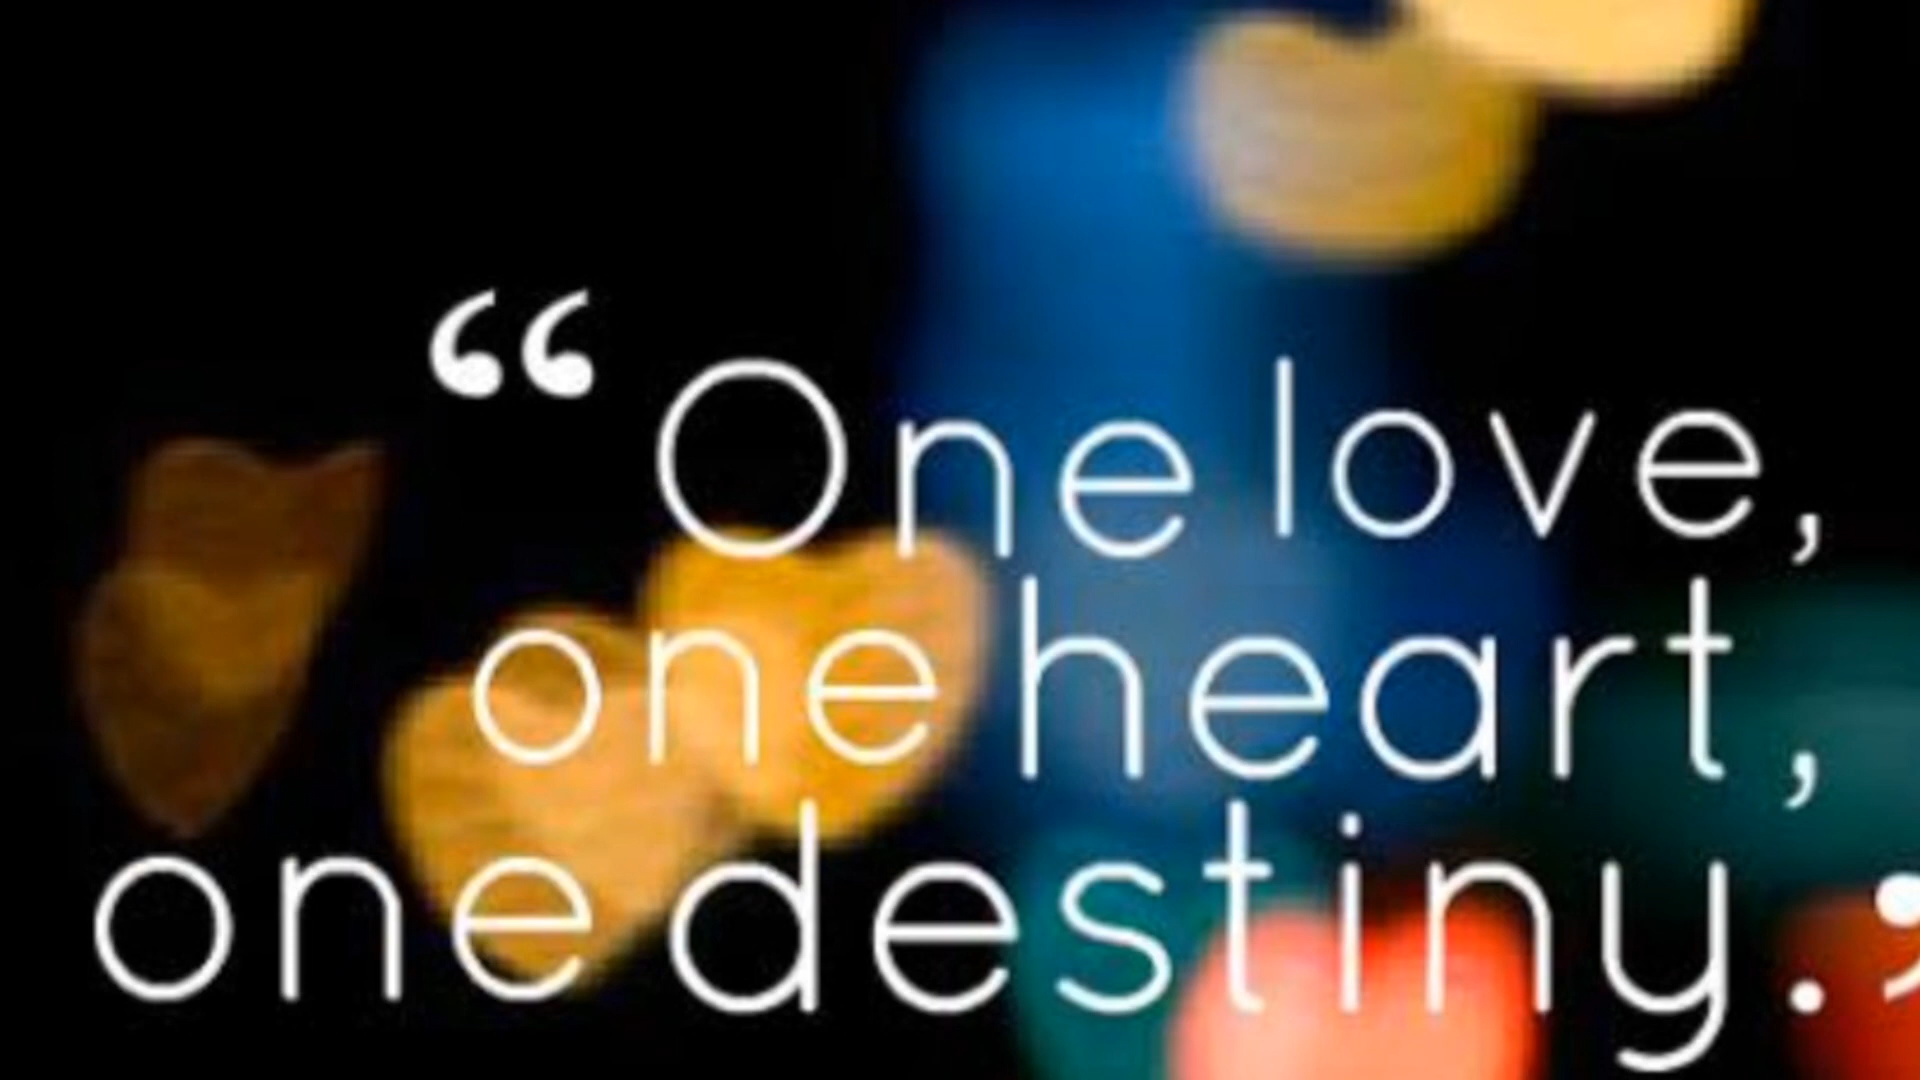 “One love,
one heart,
one destiny.”